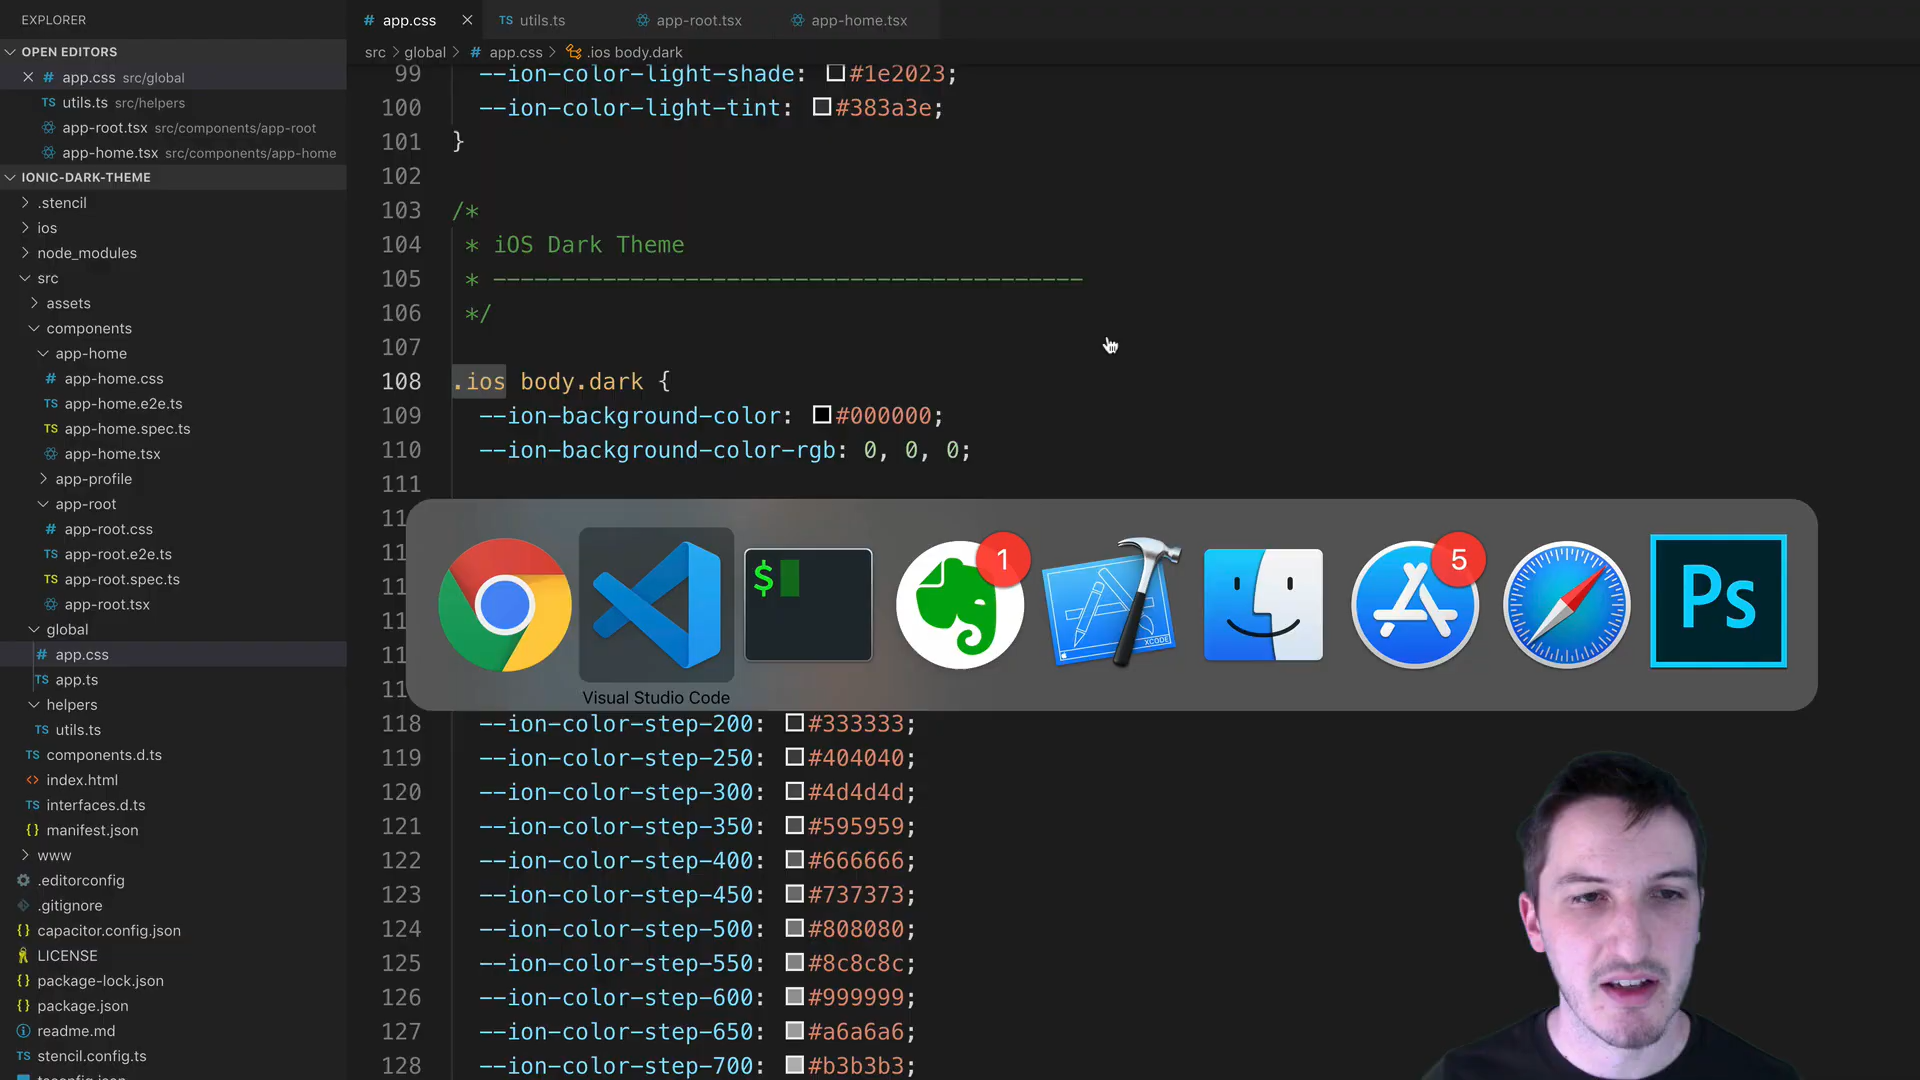 EXPLORER
OPEN EDITORS
app.css src/global
TS utils.ts src/helpers
app-root.tsx src/components/app-root
app-home.tsx src/components/app-home
IONIC-DARK-THEME
.stencil
ios
node_modules
src
assets
components
app-home
# app-home.css
TS app-home.e2e.ts
TS app-home.spec.ts
app-home.tsx
app-profile
app-root
# app-root.css
TS app-root.e2e.ts
TS app-root.spec.ts
app-root.tsx
global
# app.css
TS app.ts
helpers
TS utils.ts
TS components.d.ts
<> index.html
TS interfaces.d.ts
{} manifest.json
www
.editorconfig
.gitignore
{} capacitor.config.json
LICENSE
{} package-lock.json
{} package.json
readme.md
TS stencil.config.ts
# app.css
TS utils.ts
app-root.tsx
app-home.tsx
src > global > # app.css > .ios body.dark
99 --ion-color-light-shade: #1e2023;
100 --ion-color-light-tint: #383a3e;
101 }
102
103 /*
104 * iOS Dark Theme
105 * -------------------------------------------
106 */
107
108 .ios body.dark {
109 --ion-background-color: #000000;
110 --ion-background-color-rgb: 0, 0, 0;
111
118 --ion-color-step-200: #333333;
119 --ion-color-step-250: #404040;
120 --ion-color-step-300: #4d4d4d;
121 --ion-color-step-350: #595959;
122 --ion-color-step-400: #666666;
123 --ion-color-step-450: #737373;
124 --ion-color-step-500: #808080;
125 --ion-color-step-550: #8c8c8c;
126 --ion-color-step-600: #999999;
127 --ion-color-step-650: #a6a6a6;
128 --ion-color-step-700: #b3b3b3;
$
1
XCODE
5
Ps
Visual Studio Code